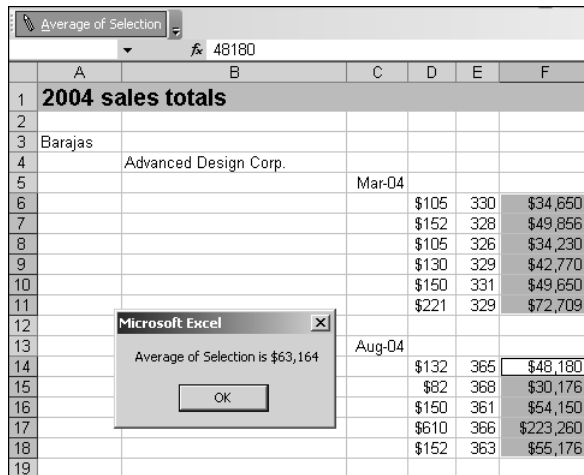 Average of Selection
fx 48180
A B C D E F
1 2004 sales totals
2
3 Barajas
4 Advanced Design Corp.
5 Mar-04
6 $105 330 $34,650
7 $152 328 $49,856
8 $105 326 $34,230
9 $130 329 $42,770
10 $150 331 $49,650
11 $221 329 $72,709
12
Microsoft Excel
13 Aug-04
Average of Selection is $63,164
14 $132 365 $48,180
15 $82 368 $30,176
OK
16 $150 361 $54,150
17 $610 366 $223,260
18 $152 363 $55,176
19